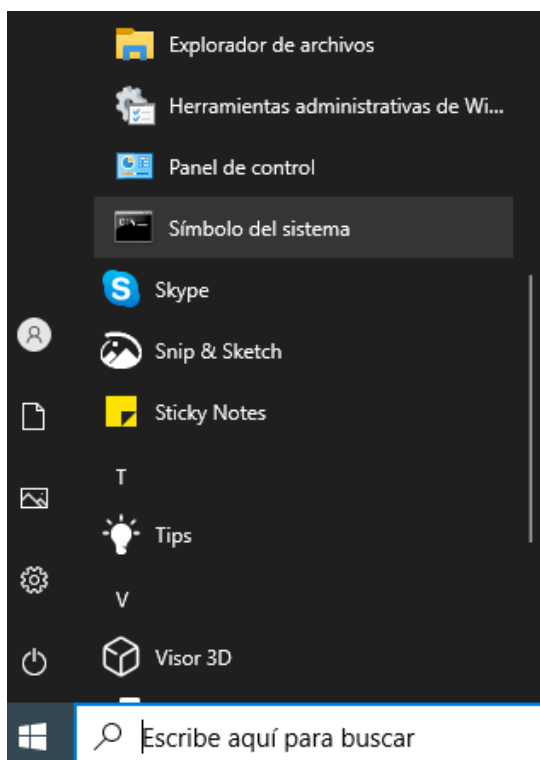 Explorador de archivos
Herramientas administrativas de Wi...
Panel de control
Símbolo del sistema
Skype
Snip & Sketch
Sticky Notes
T
Tips
V
Visor 3D
Escribe aquí para buscar